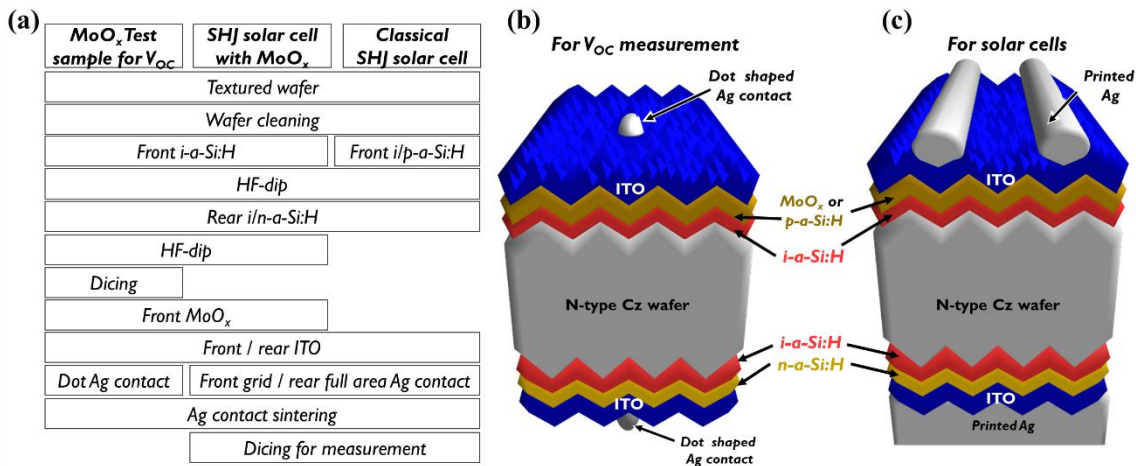 (a)
MoOx Test
sample for VOC
SHJ solar cell
with MoOx
Classical
SHJ solar cell
Textured wafer
Wafer cleaning
Front i-a-Si:H
Front i/p-a-Si:H
HF-dip
Rear i/n-a-Si:H
HF-dip
Dicing
Front MoOx
Front / rear ITO
Dot Ag contact
Front grid / rear full area Ag contact
Ag contact sintering
Dicing for measurement
(b)
For VOC measurement
Dot shaped
Ag contact
ITO
N-type Cz wafer
ITO
Dot shaped
Ag contact
MoOx or
p-a-Si:H
i-a-Si:H
i-a-Si:H
n-a-Si:H
(c)
For solar cells
Printed
Ag
ITO
N-type Cz wafer
ITO
Printed Ag